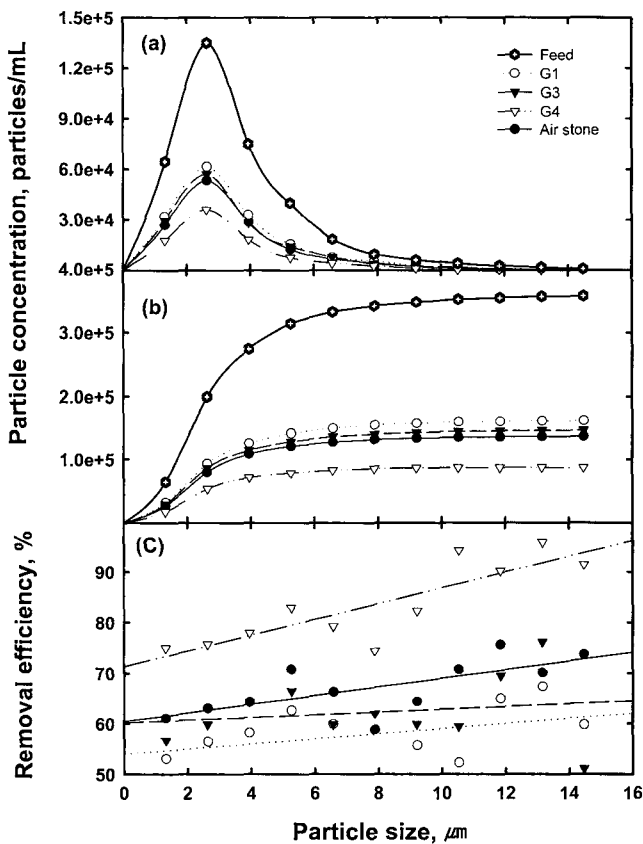 Particle concentration, particles/mL
Removal efficiency, %
1.5e+5
1.2e+5
9.0e+4
6.0e+4
3.0e+4
4.0e+5
(a)
Feed
G1
G3
G4
Air stone
3.0e+5
2.0e+5
1.0e+5
(b)
90
80
70
60
50
(C)
0 2 4 6 8 10 12 14 16
Particle size, ㎛